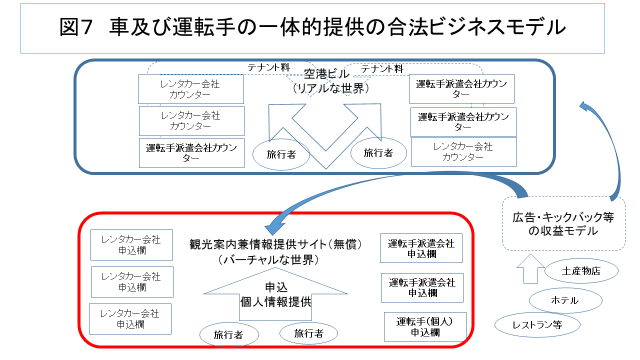 図7 車及び運転手の一体的提供の合法ビジネスモデル
テナント料
テナント料
空港ビル
（リアルな世界）
レンタカー会社
カウンター
レンタカー会社
カウンター
運転手派遣会社カウン
ター
運転手派遣会社カウン
ター
運転手派遣会社カウン
ター
レンタカー会社
カウンター
旅行者
旅行者
広告・キックバック等
の収益モデル
土産物店
ホテル
レストラン等
観光案内兼情報提供サイト（無償）
（バーチャルな世界）
レンタカー会社
申込欄
レンタカー会社
申込欄
レンタカー会社
申込欄
申込
個人情報提供
運転手派遣会社
申込欄
運転手派遣会社
申込欄
運転手（個人）
申込欄
旅行者
旅行者